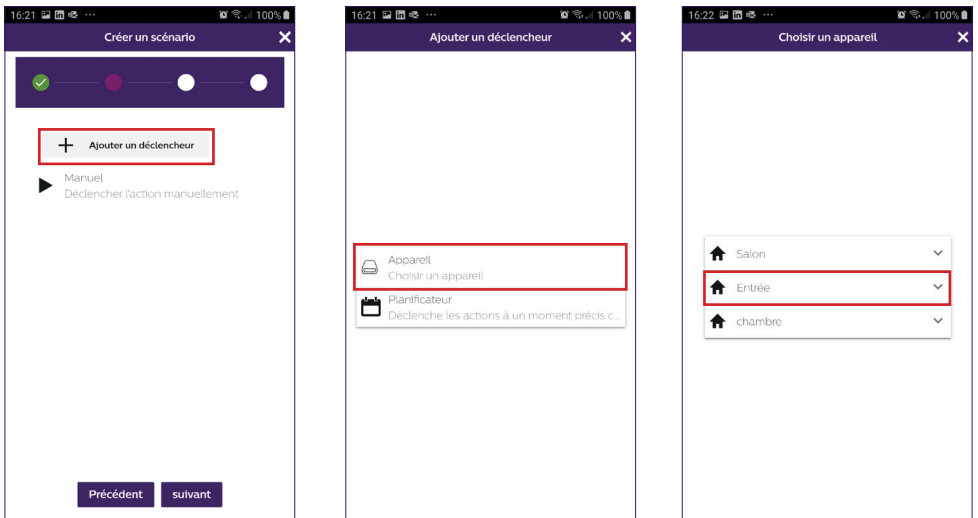 16:21 ... 100%
Créer un scénario
Ajouter un déclencheur
Manuel
Déclencher l'action manuellement
Précédent
suivant
16:21 ... 100%
Ajouter un déclencheur
Appareil
Choisir un appareil
Planificateur
Déclenche les actions à un moment précis c...
16:22 ... 100%
Choisir un appareil
Salon
Entrée
chambre